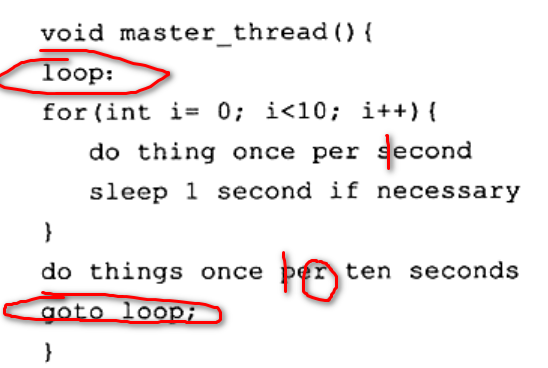 void master_thread(){
loop:
for(int i= 0; i<10; i++){
do thing once per second
sleep 1 second if necessary
}
do things once per ten seconds
goto loop;
}